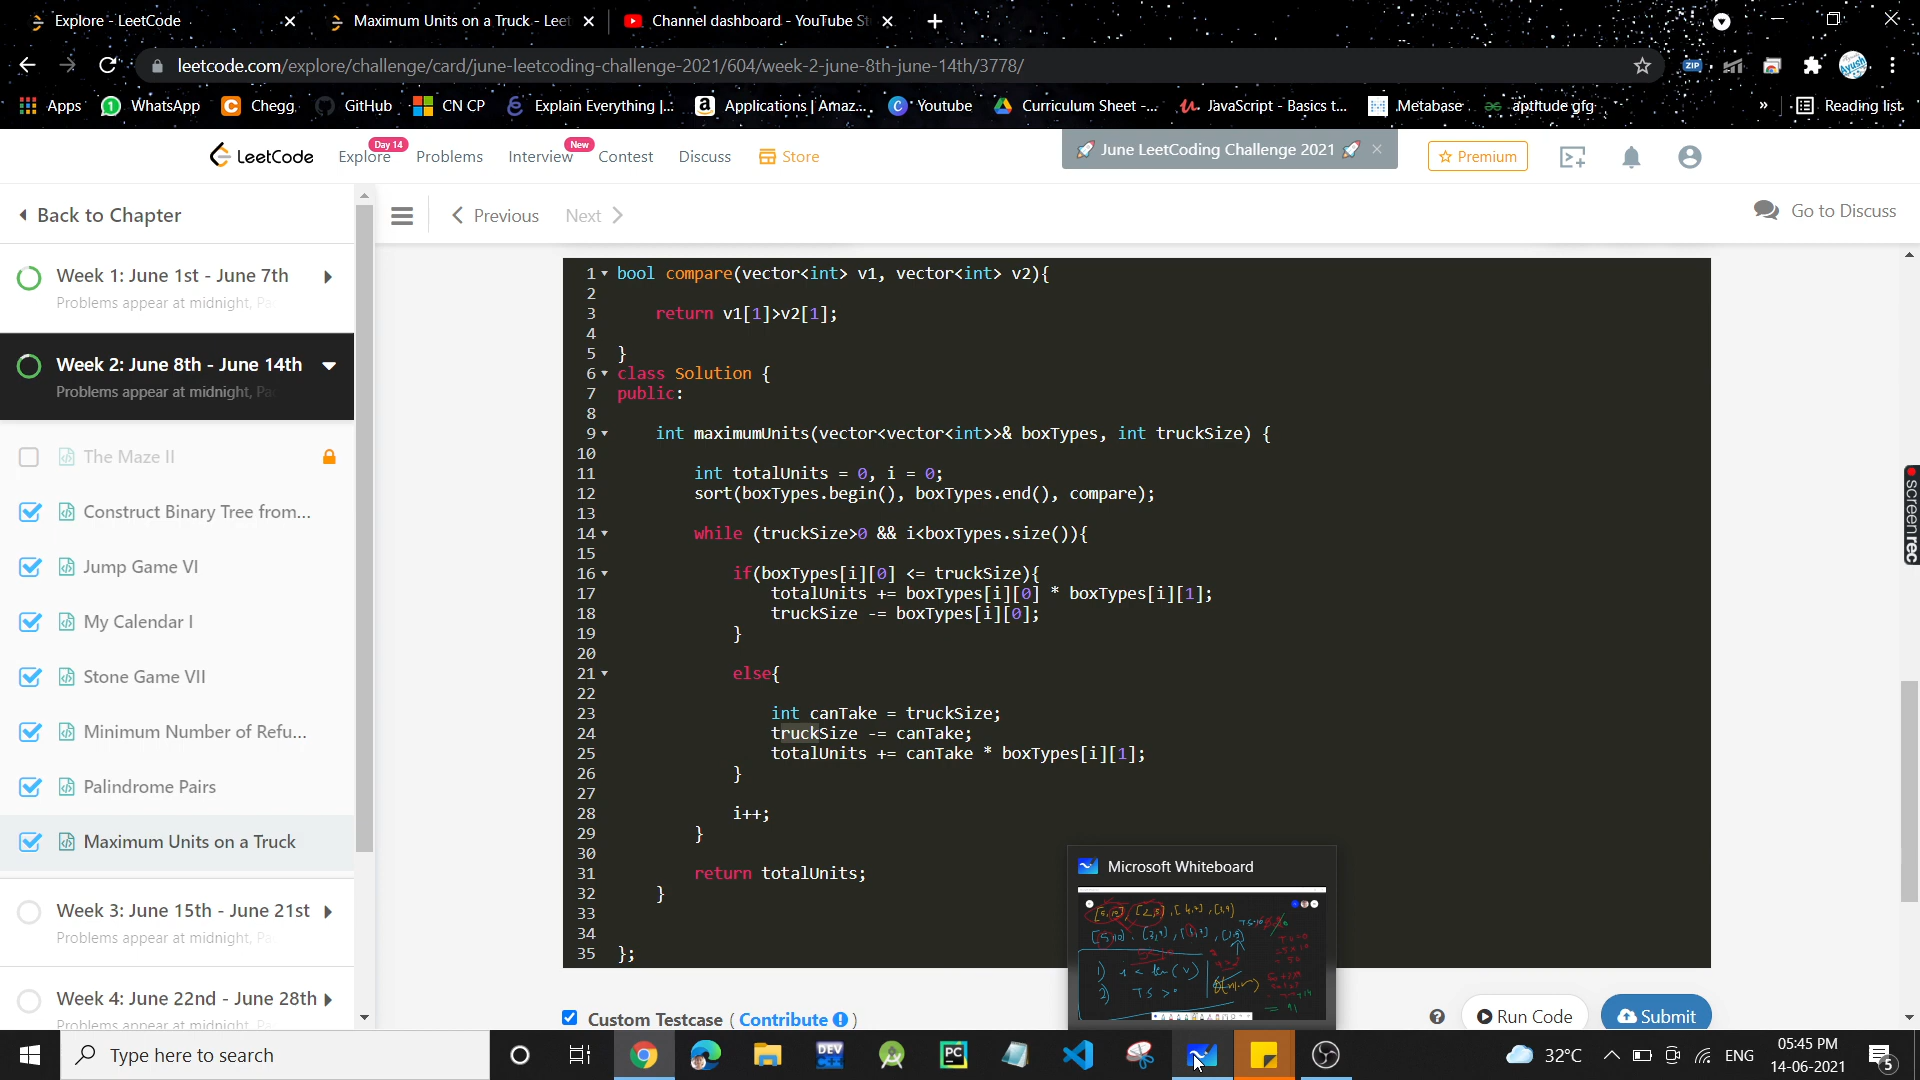 Explore - LeetCode
Maximum Units on a Truck - Leet
Channel dashboard - YouTube St
leetcode.com/explore/challenge/card/june-leetcoding-challenge-2021/604/week-2-june-8th-june-14th/3778/
ZIP
Ayush
Apps
WhatsApp
Chegg
GitHub
CN CP
Explain Everything |...
Applications | Amaz...
Youtube
Curriculum Sheet -...
JavaScript - Basics t...
Metabase
aptitude gfg
»
Reading list
LeetCode
Explore
Day 14
Problems
Interview
New
Contest
Discuss
Store
June LeetCoding Challenge 2021
Premium
Back to Chapter
Previous
Next
Go to Discuss
Week 1: June 1st - June 7th
Problems appear at midnight, Pa
Week 2: June 8th - June 14th
Problems appear at midnight, Pa
The Maze II
Construct Binary Tree from...
Jump Game VI
My Calendar I
Stone Game VII
Minimum Number of Refu...
Palindrome Pairs
Maximum Units on a Truck
Week 3: June 15th - June 21st
Problems appear at midnight, Pa
Week 4: June 22nd - June 28th
Problems appear at midnight, Pa
1 bool compare(vector<int> v1, vector<int> v2){
2
3 return v1[1]>v2[1];
4
5 }
6 class Solution {
7 public:
8
9 int maximumUnits(vector<vector<int>>& boxTypes, int truckSize) {
10
11 int totalUnits = 0, i = 0;
12 sort(boxTypes.begin(), boxTypes.end(), compare);
13
14 while (truckSize>0 && i<boxTypes.size()){
15
16 if(boxTypes[i][0] <= truckSize){
17 totalUnits += boxTypes[i][0] * boxTypes[i][1];
18 truckSize -= boxTypes[i][0];
19 }
20
21 else{
22
23 int canTake = truckSize;
24 truckSize -= canTake;
25 totalUnits += canTake * boxTypes[i][1];
26 }
27
28 i++;
29 }
30
31 return totalUnits;
32 }
33
34
35 };
Microsoft Whiteboard
1) i < len(v)
2) TS >0
Custom Testcase ( Contribute )
Run Code
Submit
screenrec
Type here to search
DEV
PC
32°C
ENG
05:45 PM
14-06-2021
5